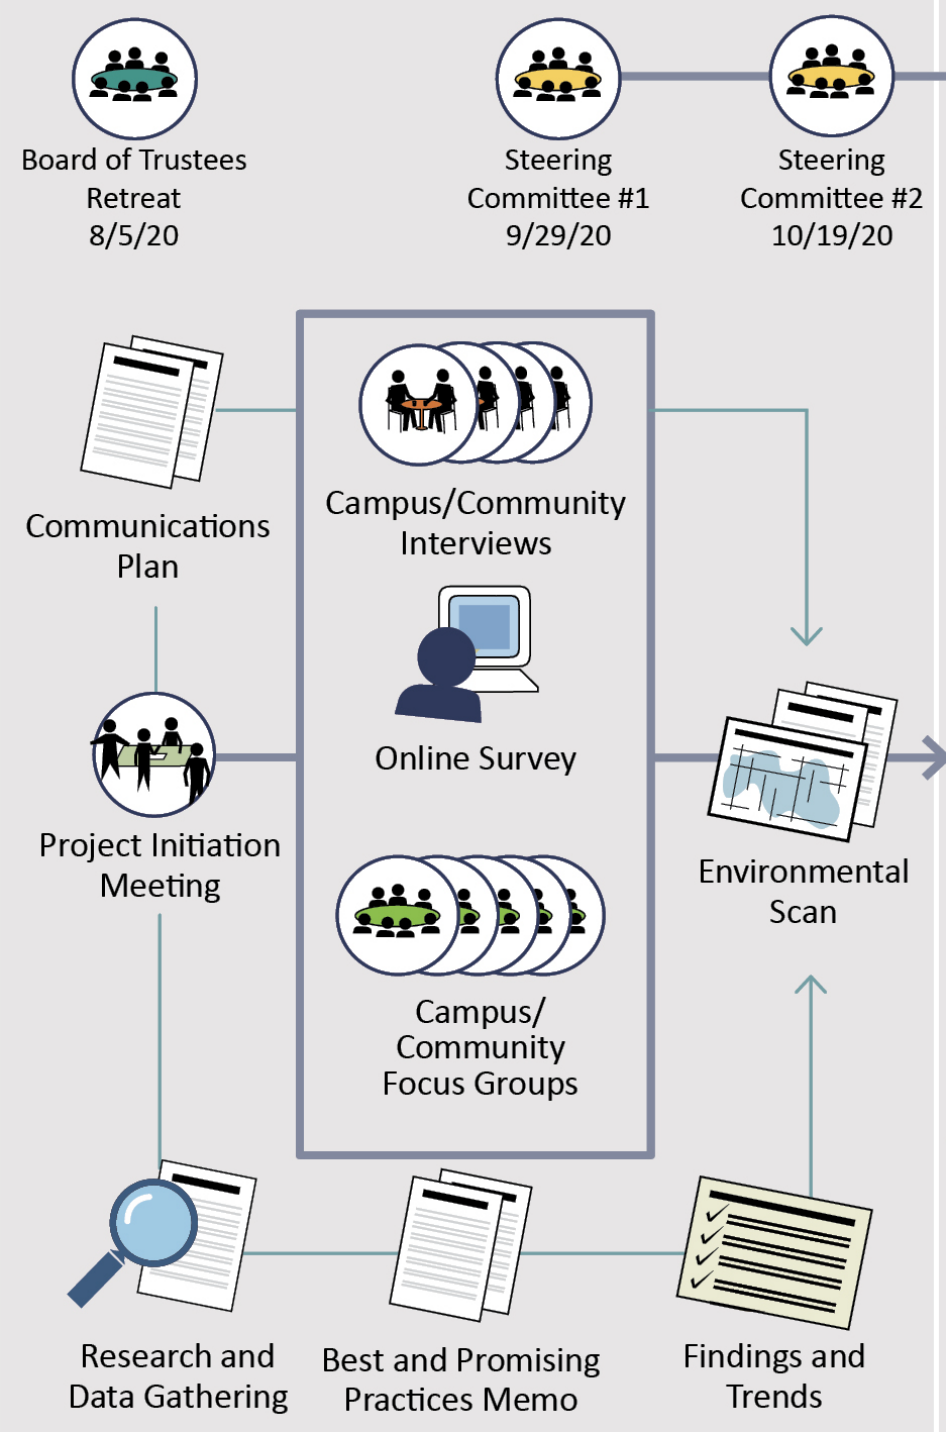 Board of Trustees
Retreat
8/5/20
Steering
Committee #1
9/29/20
Steering
Committee #2
10/19/20
Communications
Plan
Campus/Community
Interviews
Online Survey
Project Initiation
Meeting
Environmental
Scan
Campus/
Community
Focus Groups
Research and
Data Gathering
Best and Promising
Practices Memo
Findings and
Trends